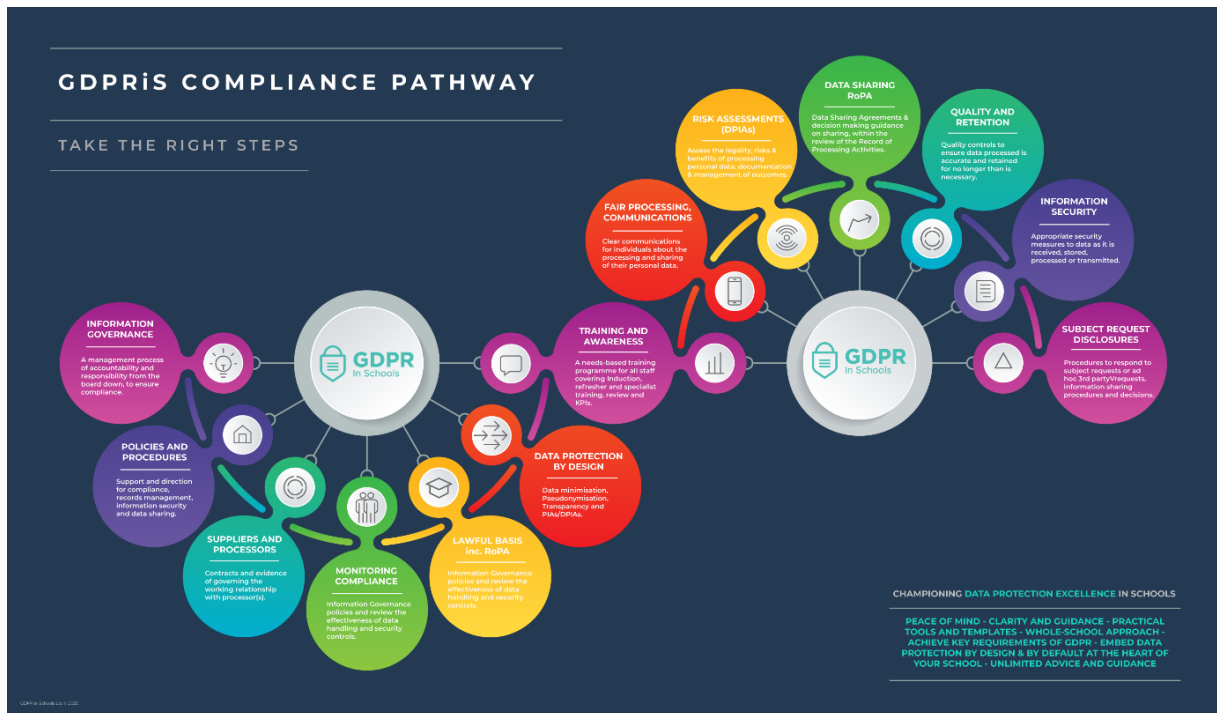 GDPRiS COMPLIANCE PATHWAY
TAKE THE RIGHT STEPS
INFORMATION
GOVERNANCE
A management process
of accountability and
responsibility from the
board down, to ensure
compliance.
POLICIES AND
PROCEDURES
Support and direction
for compliance,
records management,
information security
and data sharing.
SUPPLIERS AND
PROCESSORS
Contracts and evidence
of governing the
working relationship
with processor(s).
MONITORING
COMPLIANCE
Information Governance
policies and review the
effectiveness of data
handling and security
controls.
LAWFUL BASIS
inc. RoPA
Information Governance
policies and review the
effectiveness of data
handling and security
controls.
DATA PROTECTION
BY DESIGN
Data minimisation,
Pseudonymisation,
Transparency and
PIAs/DPIAs.
TRAINING AND
AWARENESS
A needs-based training
programme for all staff
covering Induction,
refresher and specialist
training, review and
KPIs.
FAIR PROCESSING,
COMMUNICATIONS
Clear communications
for individuals about the
processing and sharing
of their personal data.
RISK ASSESSMENTS
(DPIAs)
Assess the legality, risks &
benefits of processing
personal data, documentation
& management of outcomes.
DATA SHARING
RoPA
Data Sharing Agreements &
decision making guidance
on sharing, within the
review of the Record of
Processing Activities.
QUALITY AND
RETENTION
Quality controls to
ensure data processed is
accurate and retained
for no longer than is
necessary.
INFORMATION
SECURITY
Appropriate security
measures to data as it is
received, stored,
processed or transmitted.
SUBJECT REQUEST
DISCLOSURES
Procedures to respond to
subject requests or ad
hoc 3rd party\requests,
information sharing
procedures and decisions.
GDPR
in Schools
GDPR
in Schools
CHAMPIONING DATA PROTECTION EXCELLENCE IN SCHOOLS
PEACE OF MIND - CLARITY AND GUIDANCE - PRACTICAL
TOOLS AND TEMPLATES - WHOLE-SCHOOL APPROACH -
ACHIEVE KEY REQUIREMENTS OF GDPR - EMBED DATA
PROTECTION BY DESIGN & BY DEFAULT AT THE HEART OF
YOUR SCHOOL - UNLIMITED ADVICE AND GUIDANCE
GDPR in Schools Ltd © 2020